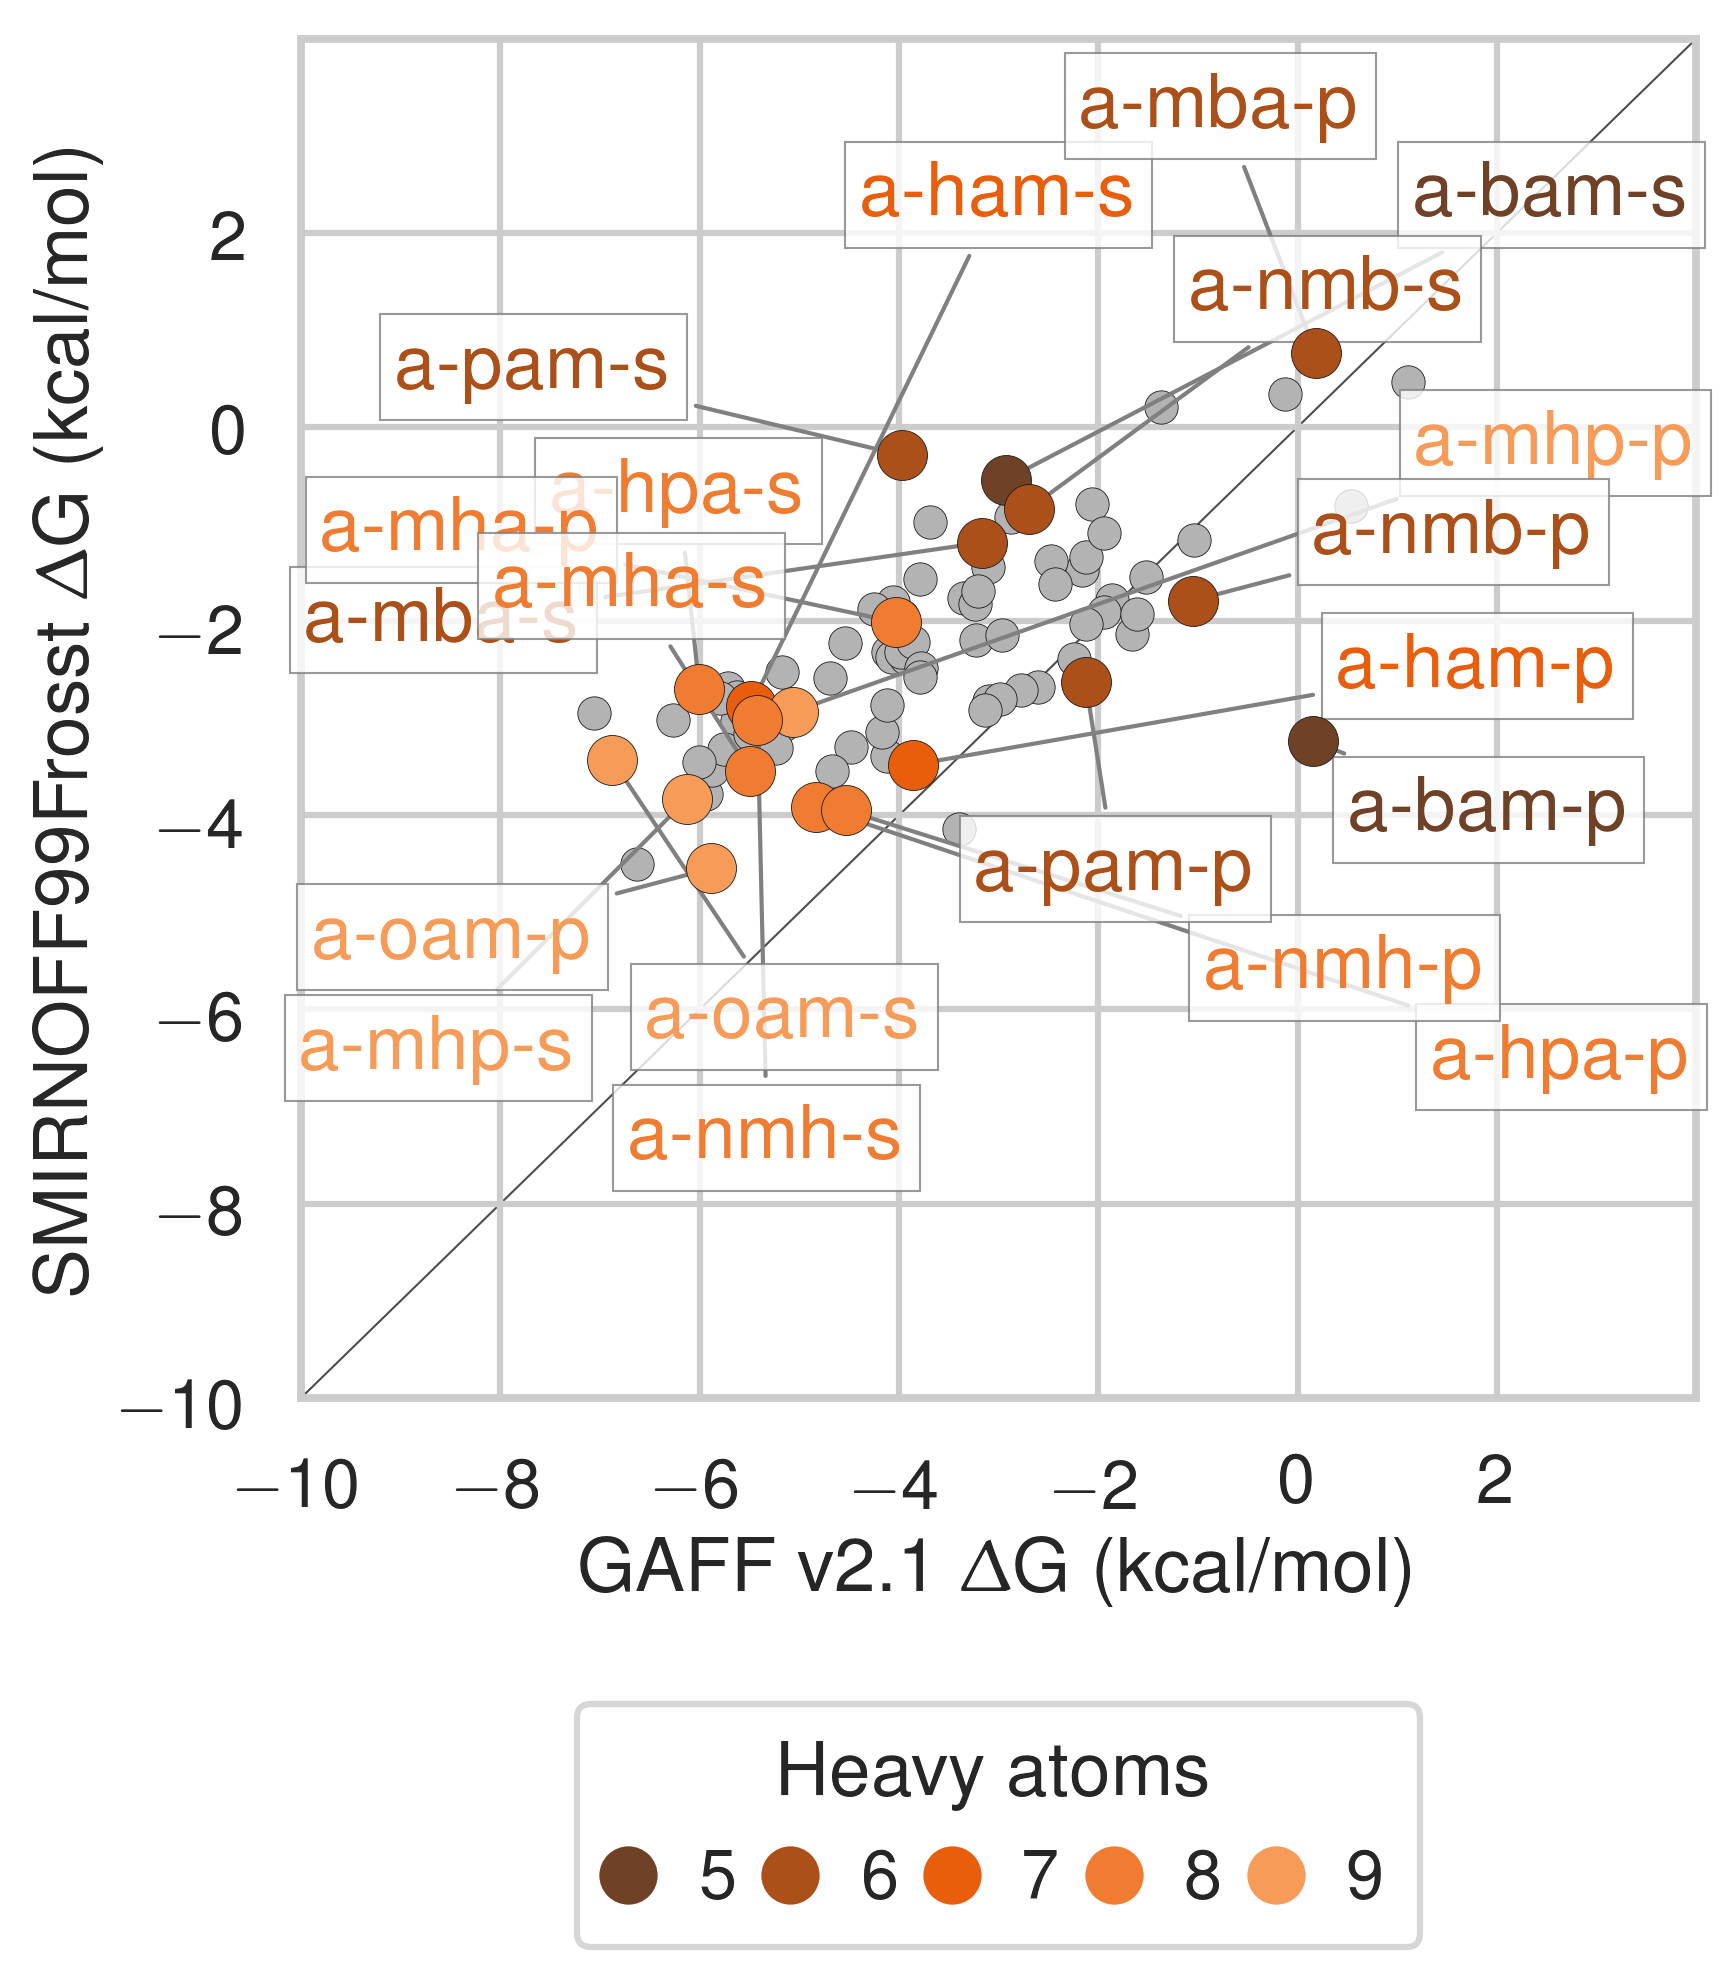 a-mba-p
a-ham-s
a-bam-s
a-nmb-s
a-pam-s
a-mhp-p
a-hpa-s
a-mha-p
a-nmb-p
a-mha-s
a-mba-s
a-ham-p
a-bam-p
a-pam-p
a-oam-p
a-nmh-p
a-oam-s
a-mhp-s
a-hpa-p
a-nmh-s
SMIRNOFF99Frosst ΔG (kcal/mol)
2
0
−2
−4
−6
−8
−10
−10 −8 −6 −4 −2 0 2
GAFF v2.1 ΔG (kcal/mol)
Heavy atoms
5 6 7 8 9